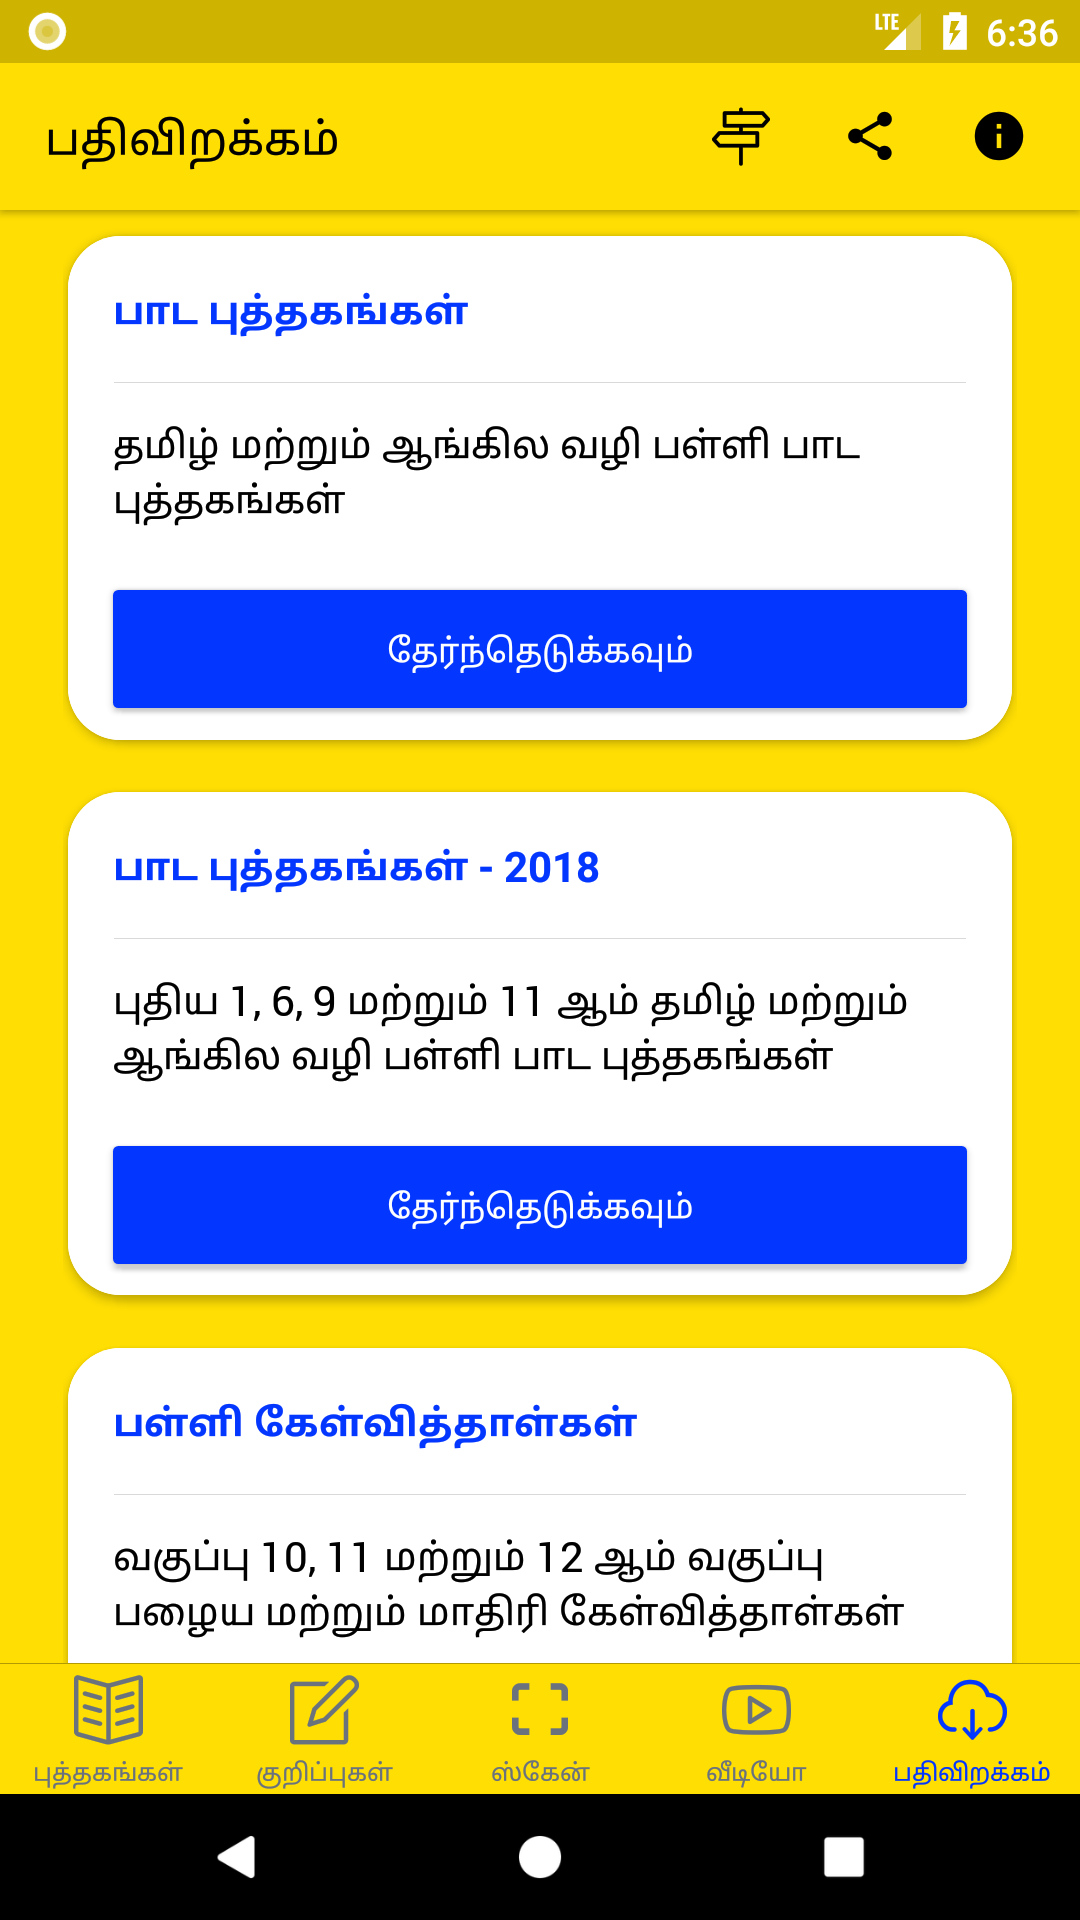 LTE 6:36
பதிவிறக்கம்
பாட புத்தகங்கள்
தமிழ் மற்றும் ஆங்கில வழி பள்ளி பாட
புத்தகங்கள்
தேர்ந்தெடுக்கவும்
பாட புத்தகங்கள் - 2018
புதிய 1, 6, 9 மற்றும் 11 ஆம் தமிழ் மற்றும்
ஆங்கில வழி பள்ளி பாட புத்தகங்கள்
தேர்ந்தெடுக்கவும்
பள்ளி கேள்வித்தாள்கள்
வகுப்பு 10, 11 மற்றும் 12 ஆம் வகுப்பு
பழைய மற்றும் மாதிரி கேள்வித்தாள்கள்
புத்தகங்கள் குறிப்புகள் ஸ்கேன் வீடியோ பதிவிறக்கம்